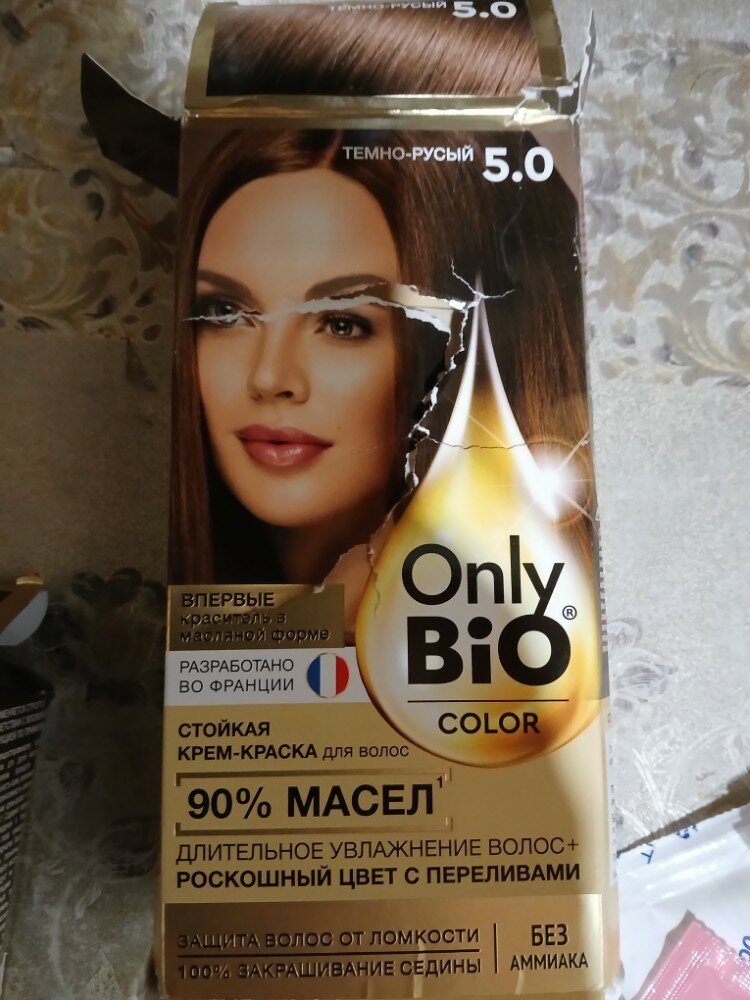 ТЕМНО-РУСЫЙ 5.0
ТЕМНО-РУСЫЙ 5.0
Only
BiO®
COLOR
ВПЕРВЫЕ
краситель в
масляной форме
РАЗРАБОТАНО
ВО ФРАНЦИИ
СТОЙКАЯ
КРЕМ-КРАСКА для волос
90% МАСЕЛ¹
ДЛИТЕЛЬНОЕ УВЛАЖНЕНИЕ ВОЛОС+
РОСКОШНЫЙ ЦВЕТ С ПЕРЕЛИВАМИ
ЗАЩИТА ВОЛОС ОТ ЛОМКОСТИ
100% ЗАКРАШИВАНИЕ СЕДИНЫ
БЕЗ
АММИАКА